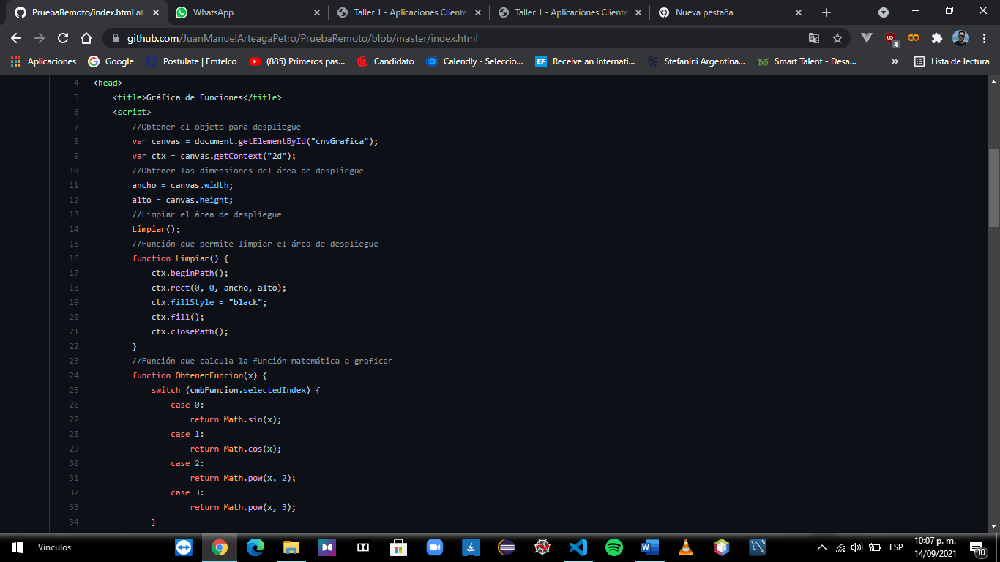 PruebaRemoto/index.html at
WhatsApp
Taller 1 - Aplicaciones Cliente
Taller 1 - Aplicaciones Cliente
Nueva pestaña
github.com/JuanManuelArteagaPetro/PruebaRemoto/blob/master/index.html
4
Aplicaciones
Google
Postulate | Emtelco
(885) Primeros pas...
Candidato
Calendly - Seleccio...
EF
Receive an internati...
Stefanini Argentina...
Smart Talent - Desa...
»
Lista de lectura
4 <head>
5 <title>Gráfica de Funciones</title>
6 <script>
7 //Obtener el objeto para despliegue
8 var canvas = document.getElementById("cnvGrafica");
9 var ctx = canvas.getContext("2d");
10 //Obtener las dimensiones del área de despliegue
11 ancho = canvas.width;
12 alto = canvas.height;
13 //Limpiar el área de despliegue
14 Limpiar();
15 //Función que permite limpiar el área de despliegue
16 function Limpiar() {
17 ctx.beginPath();
18 ctx.rect(0, 0, ancho, alto);
19 ctx.fillStyle = "black";
20 ctx.fill();
21 ctx.closePath();
22 }
23 //Función que calcula la función matemática a graficar
24 function ObtenerFuncion(x) {
25 switch (cmbFuncion.selectedIndex) {
26 case 0:
27 return Math.sin(x);
28 case 1:
29 return Math.cos(x);
30 case 2:
31 return Math.pow(x, 2);
32 case 3:
33 return Math.pow(x, 3);
34 }
Vínculos
ESP
10:07 p. m.
14/09/2021
10